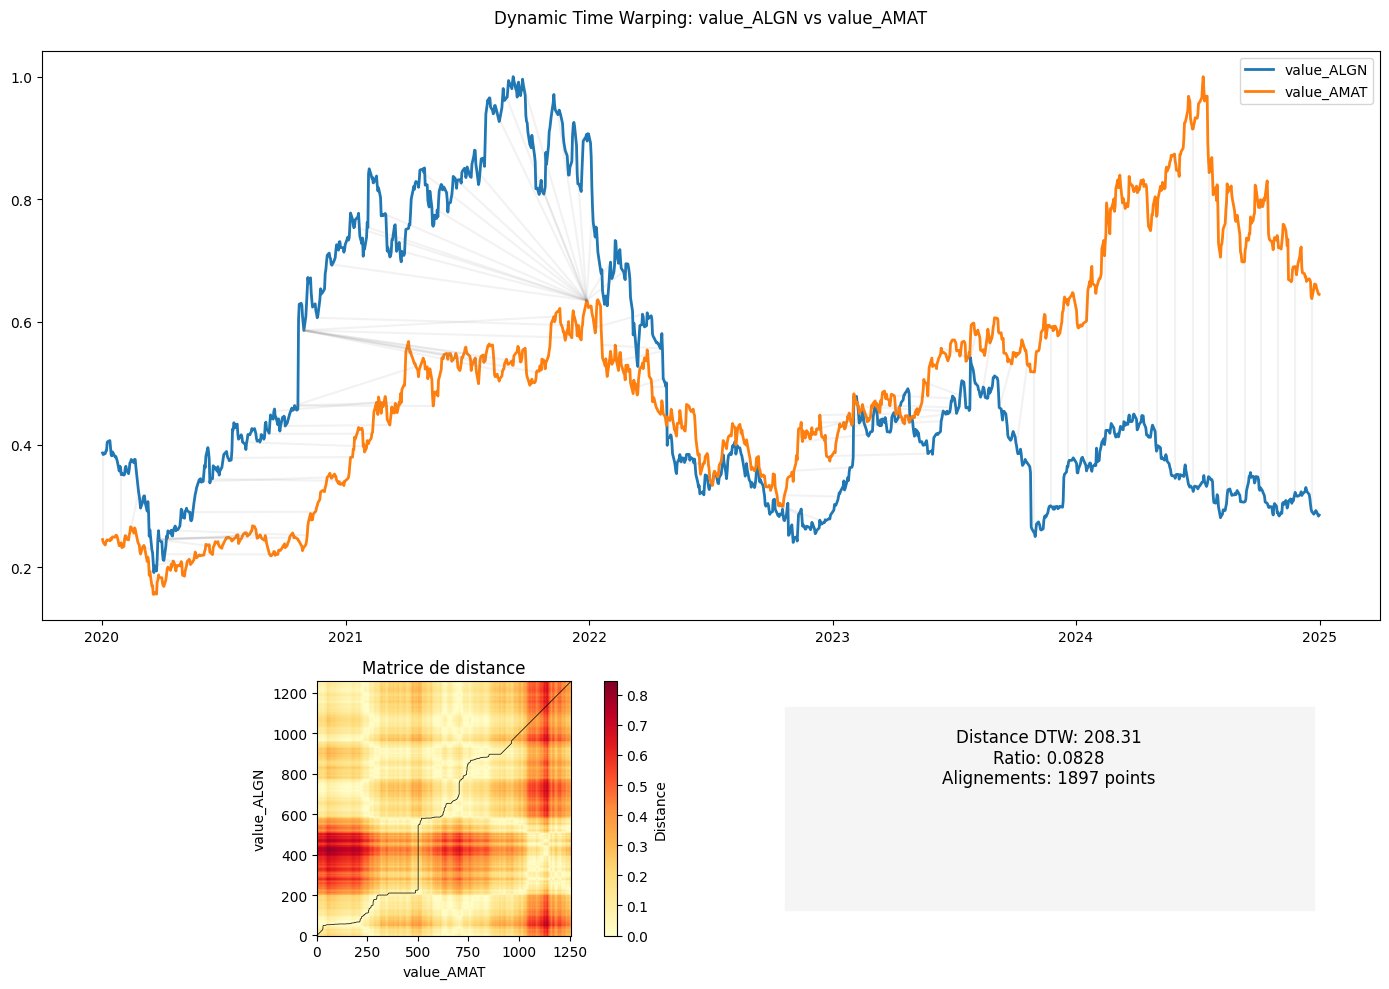 Dynamic Time Warping: value_ALGN vs value_AMAT
1.0
0.8
0.6
0.4
0.2
value_ALGN
value_AMAT
2020 2021 2022 2023 2024 2025
Matrice de distance
1200
1000
800
600
400
200
0
value_ALGN
0 250 500 750 1000 1250
value_AMAT
0.8
0.7
0.6
0.5
0.4
0.3
0.2
0.1
0.0
Distance
Distance DTW: 208.31
Ratio: 0.0828
Alignements: 1897 points